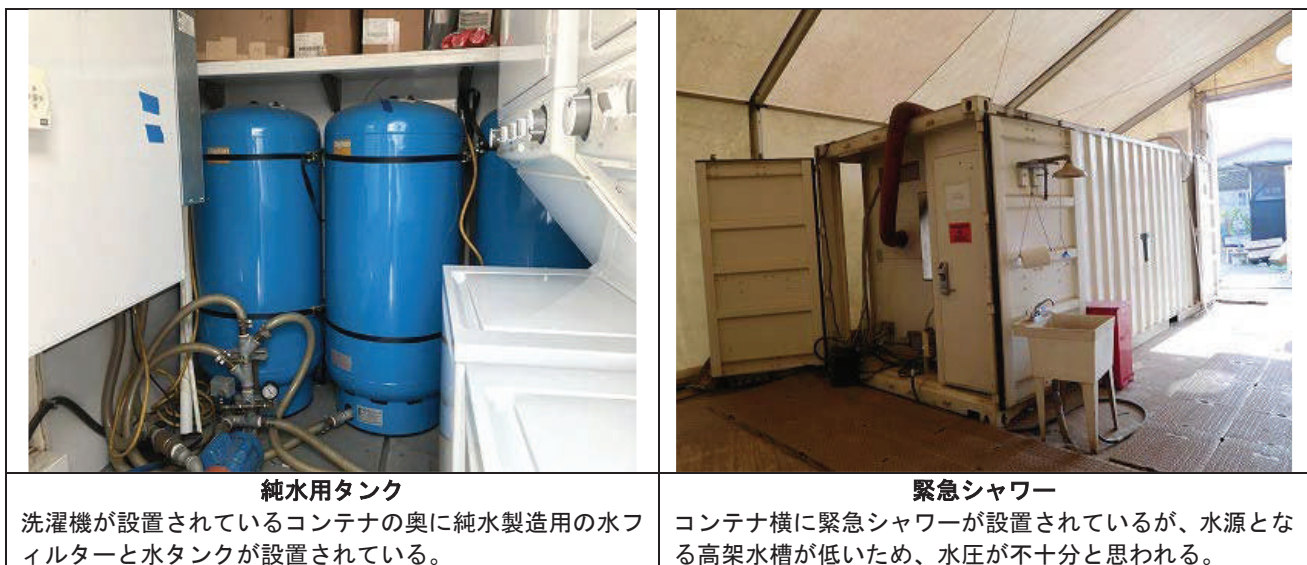 純水用タンク
洗濯機が設置されているコンテナの奥に純水製造用の水フ
ィルターと水タンクが設置されている。
緊急シャワー
コンテナ横に緊急シャワーが設置されているが、水源とな
る高架水槽が低いため、水圧が不十分と思われる。